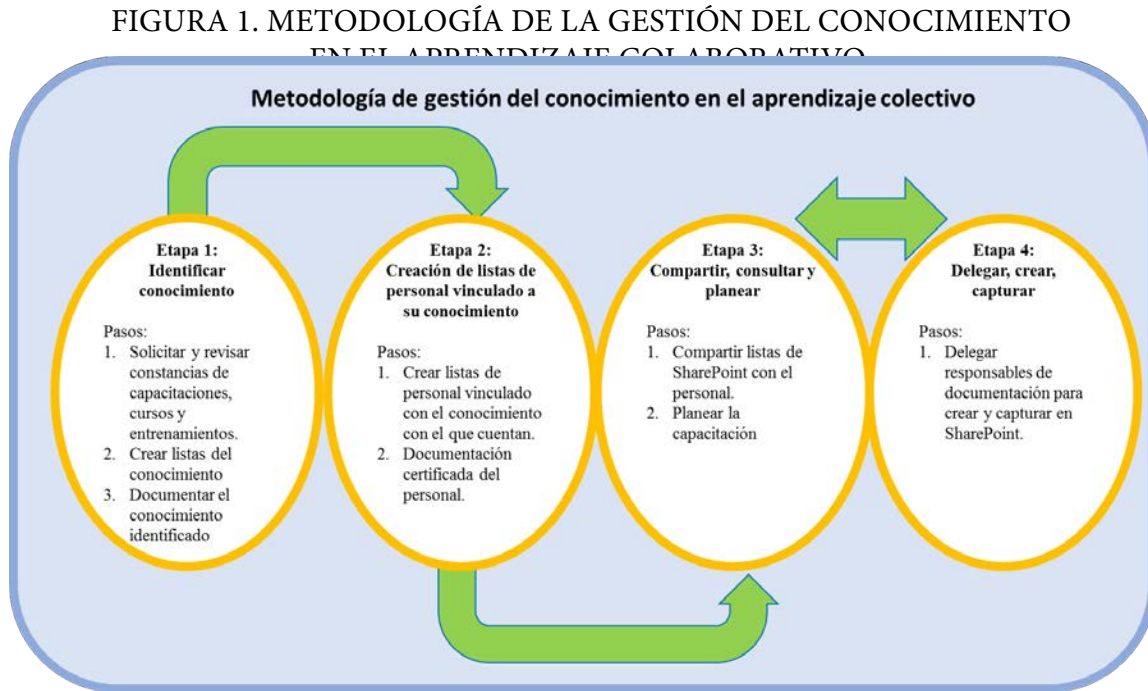 FIGURA 1. METODOLOGÍA DE LA GESTIÓN DEL CONOCIMIENTO
EN EL APRENDIZAJE COLABORATIVO
Metodología de gestión del conocimiento en el aprendizaje colectivo
Etapa 1:
Identificar
conocimiento
Pasos:
1. Solicitar y revisar
constancias de
capacitaciones,
cursos y
entrenamientos.
2. Crear listas del
conocimiento
3. Documentar el
conocimiento
identificado
Etapa 2:
Creación de listas de
personal vinculado a
su conocimiento
Pasos:
1. Crear listas de
personal vinculado
con el conocimiento
con el que cuentan.
2. Documentación
certificada del
personal.
Etapa 3:
Compartir, consultar y
planear
Pasos:
1. Compartir listas de
SharePoint con el
personal.
2. Planear la
capacitación
Etapa 4:
Delegar, crear,
capturar
Pasos:
1. Delegar
responsables de
documentación para
crear y capturar en
SharePoint.